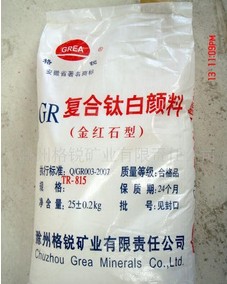 GREA
格 锐
安徽省著名商标
GR 复合钛白颜料
(金红石型)
执行标准: Q/GR003-2007
质量等级: 合格品
规 格: TR-815
质 保 期: 24个月
净 含 量: 25±0.2kg
批 号: 见封口
滁州格锐矿业有限责任公司
Chuzhou Grea Minerals Co.,Ltd.